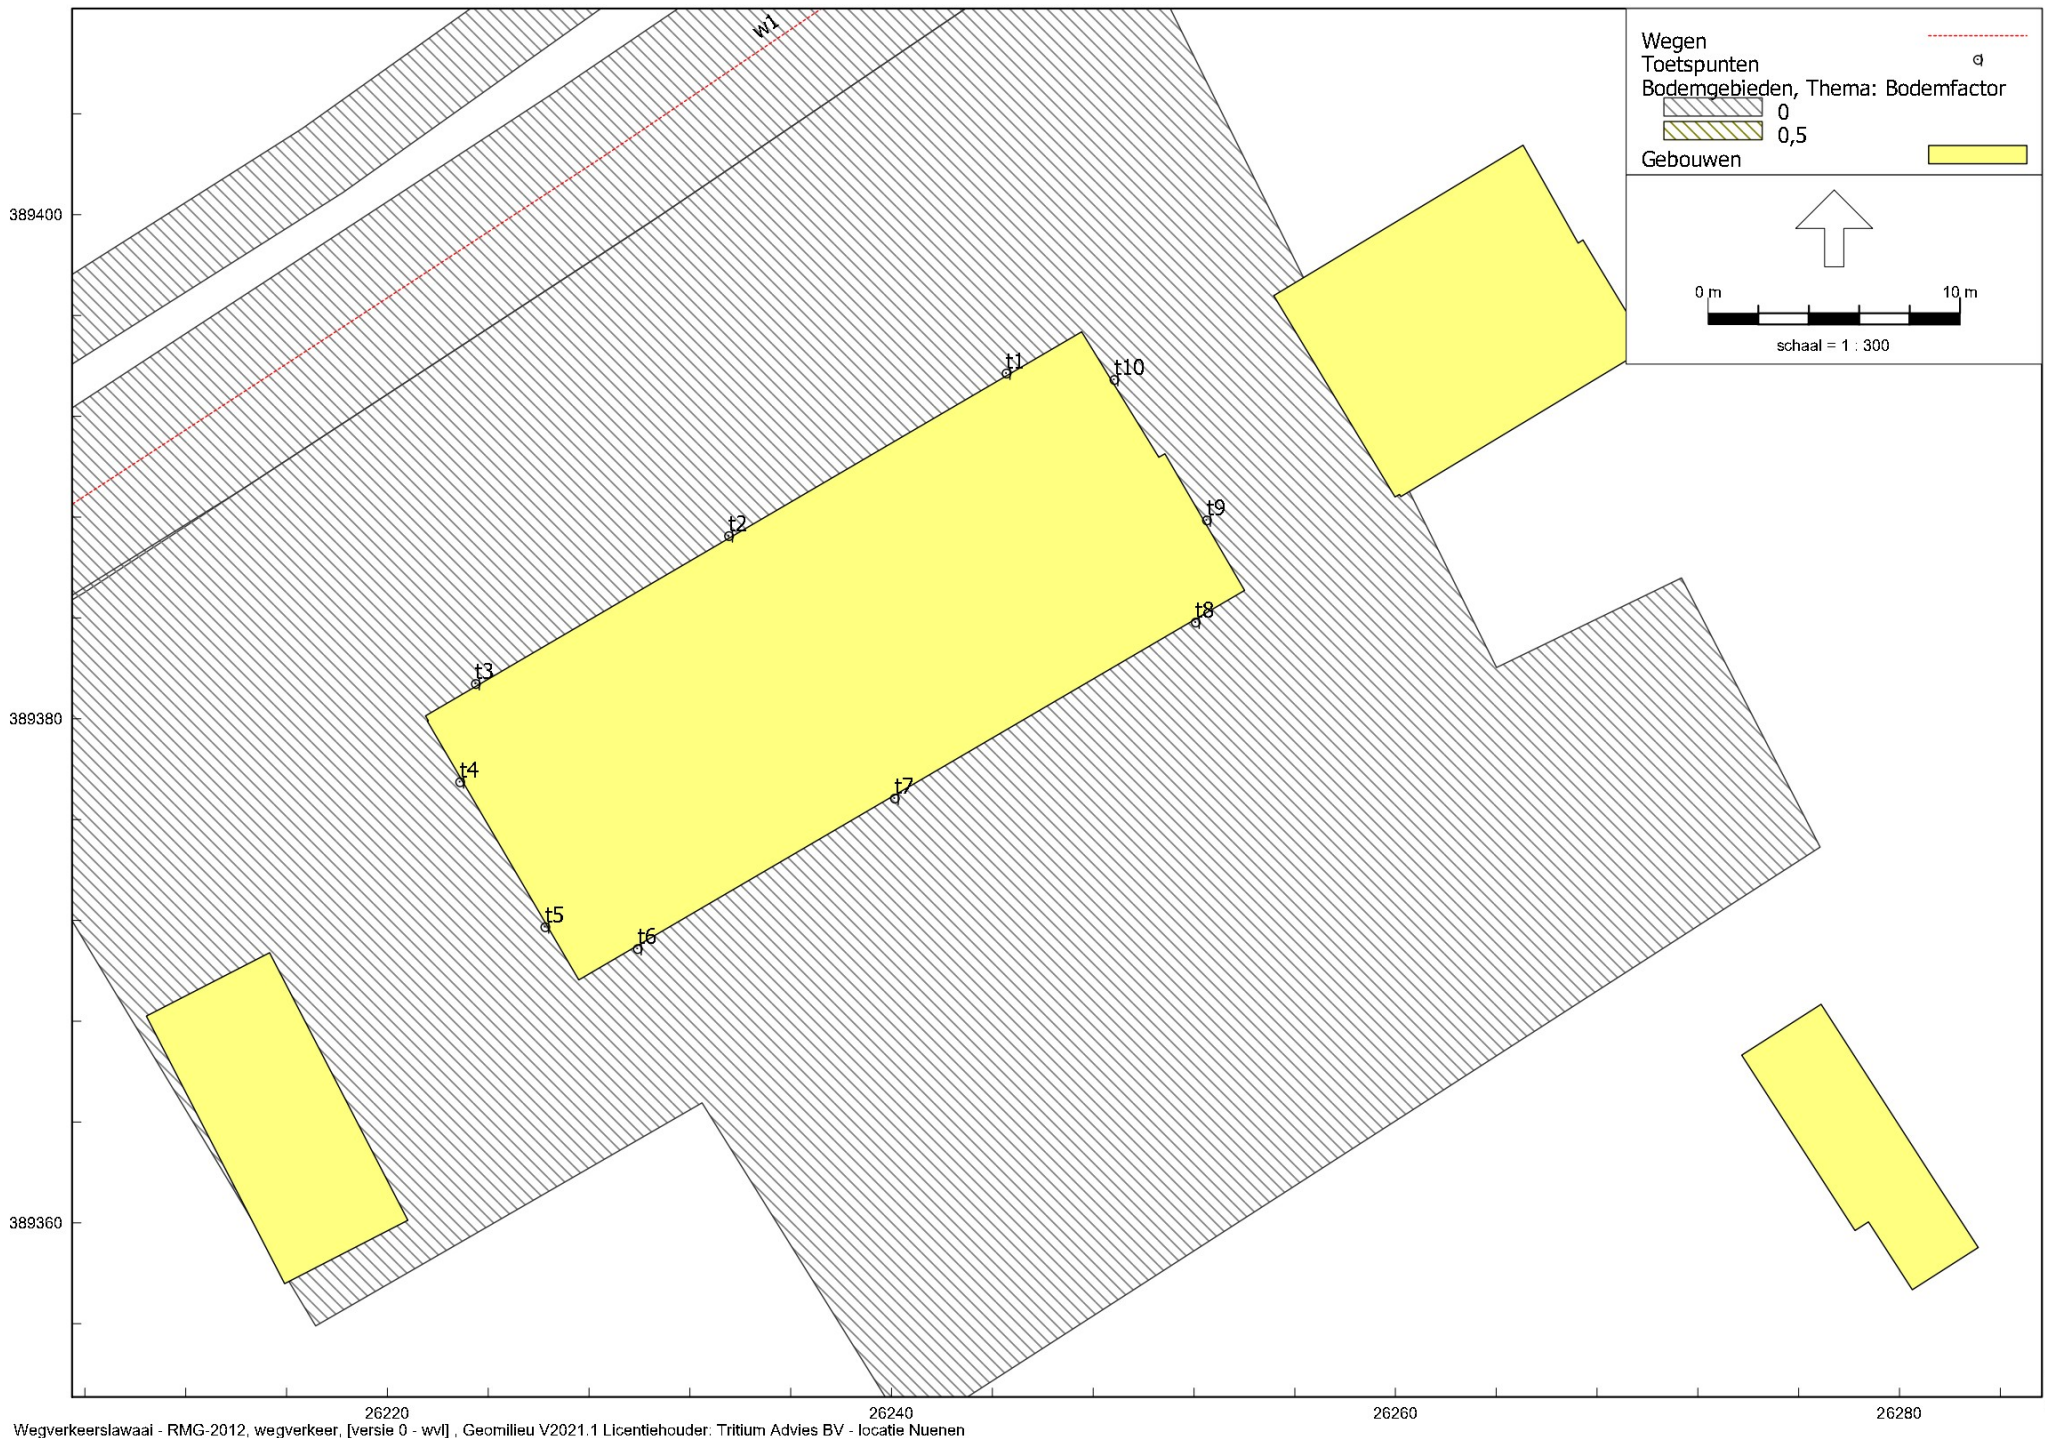 w1
Wegen
Toetspunten
Bodemgebieden, Thema: Bodemfactor
0
0,5
Gebouwen
389400
0 m 10 m
schaal = 1 : 300
t1
t10
t2
t9
t8
t3
389380
t4
t7
t5
t6
389360
26220 26240 26260 26280
Wegverkeerslawaai - RMG-2012, wegverkeer, [versie 0 - wvl] , Geomilieu V2021.1 Licentiehouder: Tritium Advies BV - locatie Nuenen